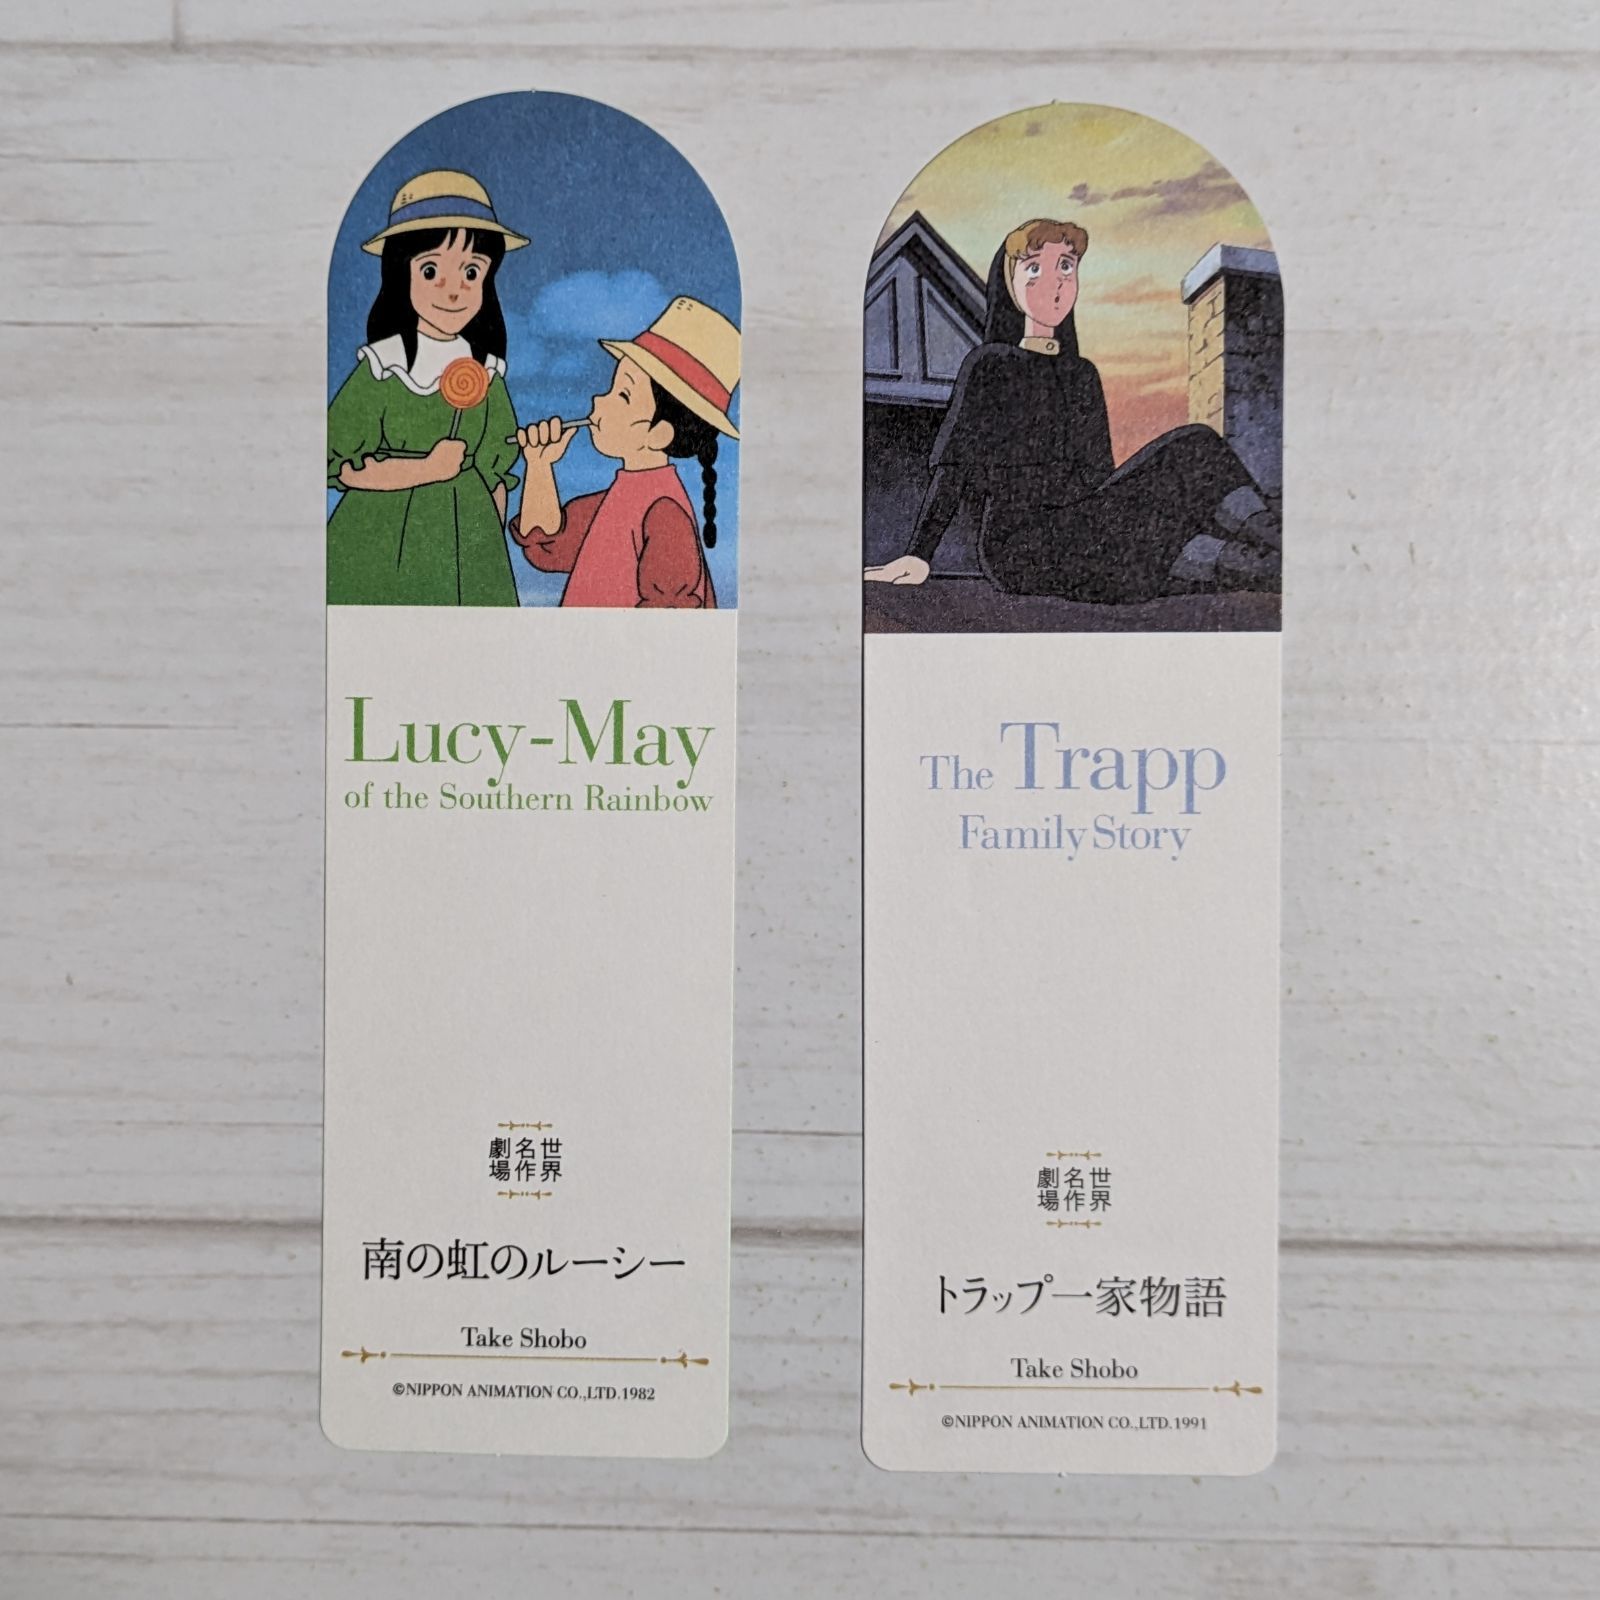 Lucy-May
of the Southern Rainbow
世界
名作
劇場
南の虹のルーシー
Take Shobo
©NIPPON ANIMATION CO.,LTD.1982
The Trapp
Family Story
世界
名作
劇場
トラップ一家物語
Take Shobo
©NIPPON ANIMATION CO.,LTD.1991